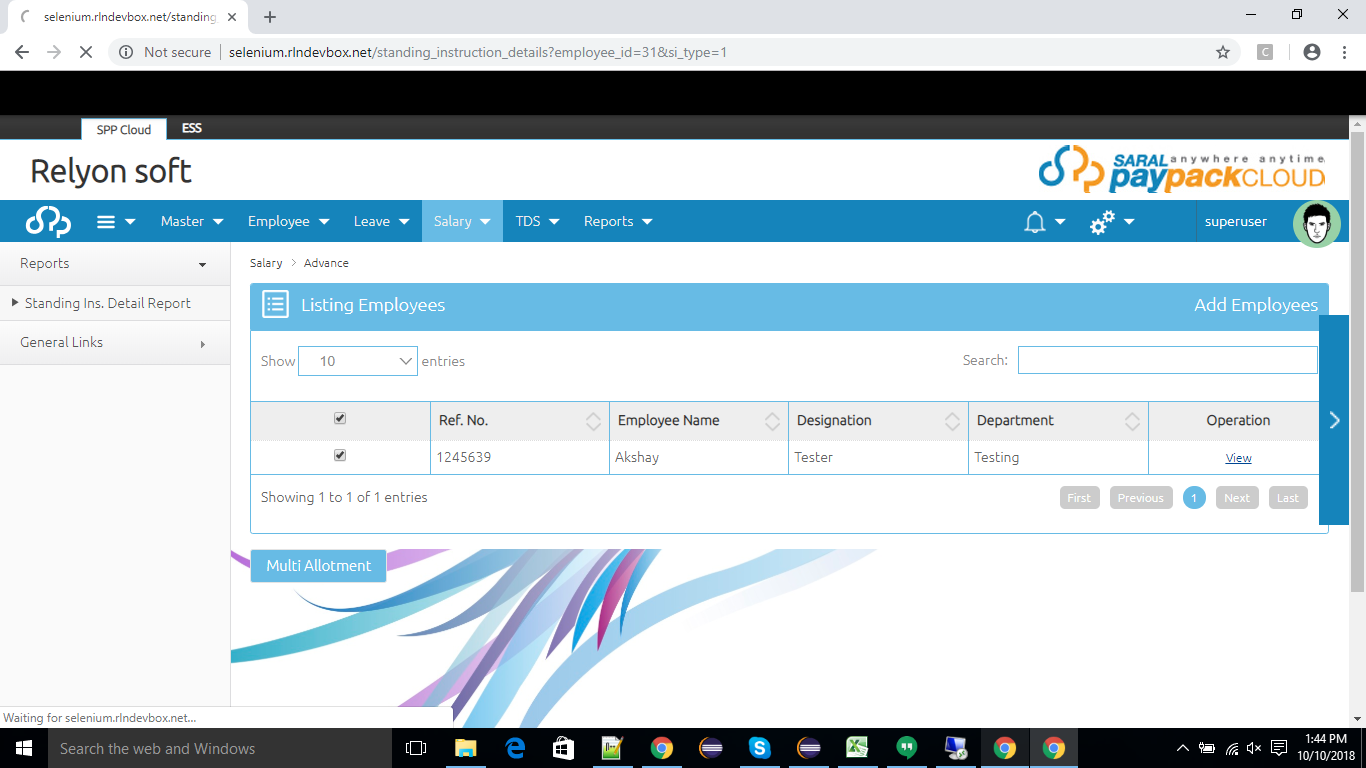 selenium.rlndevbox.net/standing
Not secure selenium.rlndevbox.net/standing_instruction_details?employee_id=31&si_type=1 C
SPP Cloud ESS
Relyon soft
SARAL anywhere anytime
paypackCLOUD
Master Employee Leave Salary TDS Reports superuser
Reports
Standing Ins. Detail Report
General Links
Salary > Advance
Listing Employees Add Employees
Show 10 entries Search:
Ref. No. Employee Name Designation Department Operation
1245639 Akshay Tester Testing View
Showing 1 to 1 of 1 entries First Previous 1 Next Last
Multi Allotment
Waiting for selenium.rlndevbox.net...
Search the web and Windows
1:44 PM
10/10/2018